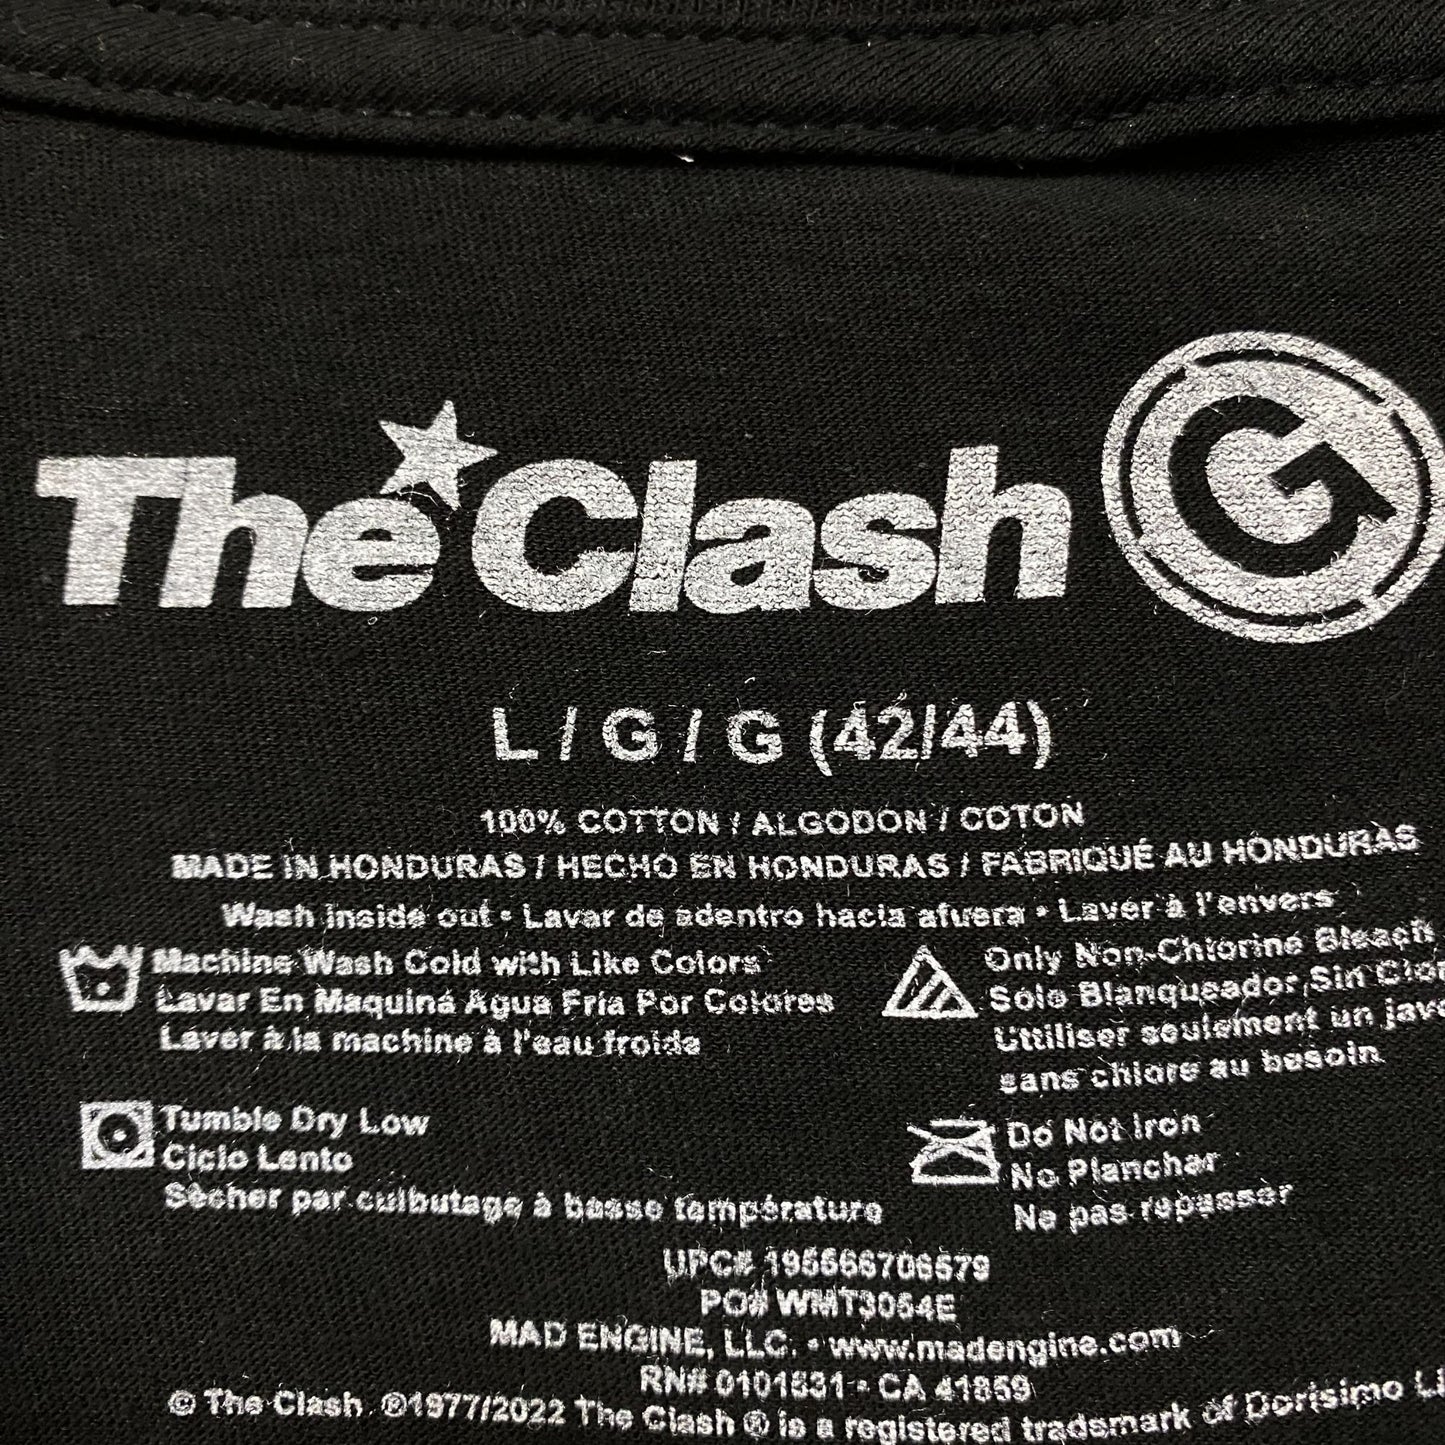 The Clash G
L / G / G (42/44)
100% COTTON / ALGODON / COTON
MADE IN HONDURAS / HECHO EN HONDURAS / FABRIQUÉ AU HONDURAS
Wash inside out • Lavar de adentro hacia afuera • Laver à l'envers
Machine Wash Cold with Like Colors
Lavar En Maquina Agua Fria Por Colores
Laver à la machine à l'eau froide
Only Non-Chlorine Bleach
Solo Blanqueador Sin
Utiliser seulement un
sans chlore au besoin
Tumble Dry Low
Ciclo Lento
Sècher par culbutage à basse température
Do Not Iron
No Planchar
Ne pas repasser
UPC#
PO# WMT3054E
MAD ENGINE, LLC. • www.madengine.com
RN# 0101531 • CA 41859
© The Clash ®1977/2022 The Clash ® is a registered trademark of Dorisimo